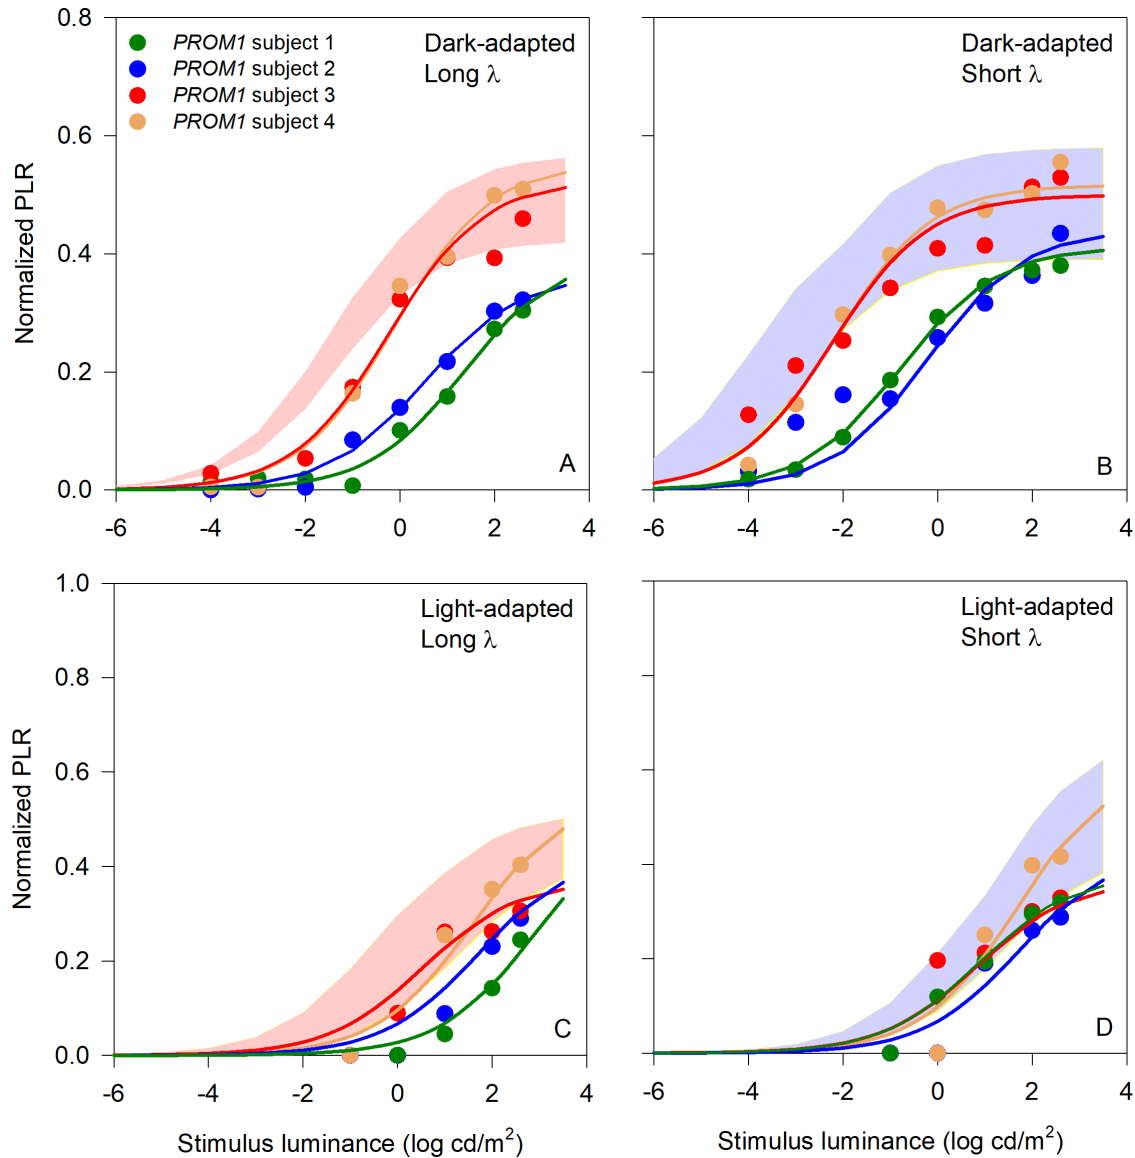 0.8
0.6
0.4
0.2
0.0
Normalized PLR
PROM1 subject 1
PROM1 subject 2
PROM1 subject 3
PROM1 subject 4
Dark-adapted
Long λ
A
-6 -4 -2 0 2 4
Dark-adapted
Short λ
B
-6 -4 -2 0 2 4
1.0
0.8
0.6
0.4
0.2
0.0
Normalized PLR
Light-adapted
Long λ
C
-6 -4 -2 0 2 4
Stimulus luminance (log cd/m²)
Light-adapted
Short λ
D
-6 -4 -2 0 2 4
Stimulus luminance (log cd/m²)